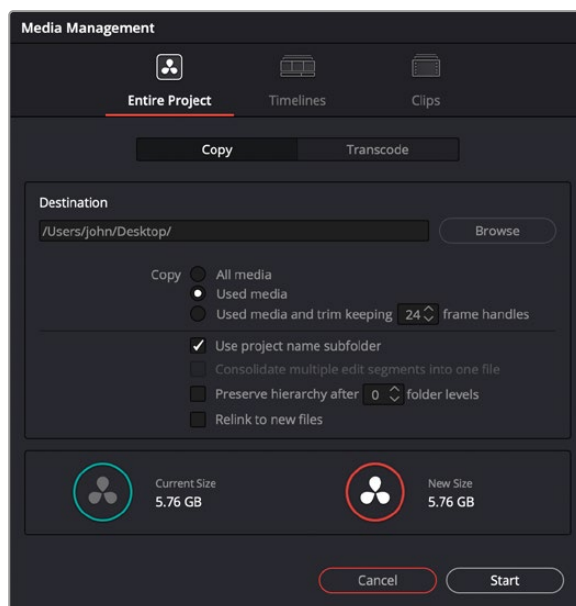 Media Management
Entire Project Timelines Clips
Copy Transcode
Destination
/Users/john/Desktop/ Browse
Copy All media
Used media
Used media and trim keeping 24 frame handles
Use project name subfolder
Consolidate multiple edit segments into one file
Preserve hierarchy after 0 folder levels
Relink to new files
Current Size New Size
5.76 GB 5.76 GB
Cancel Start